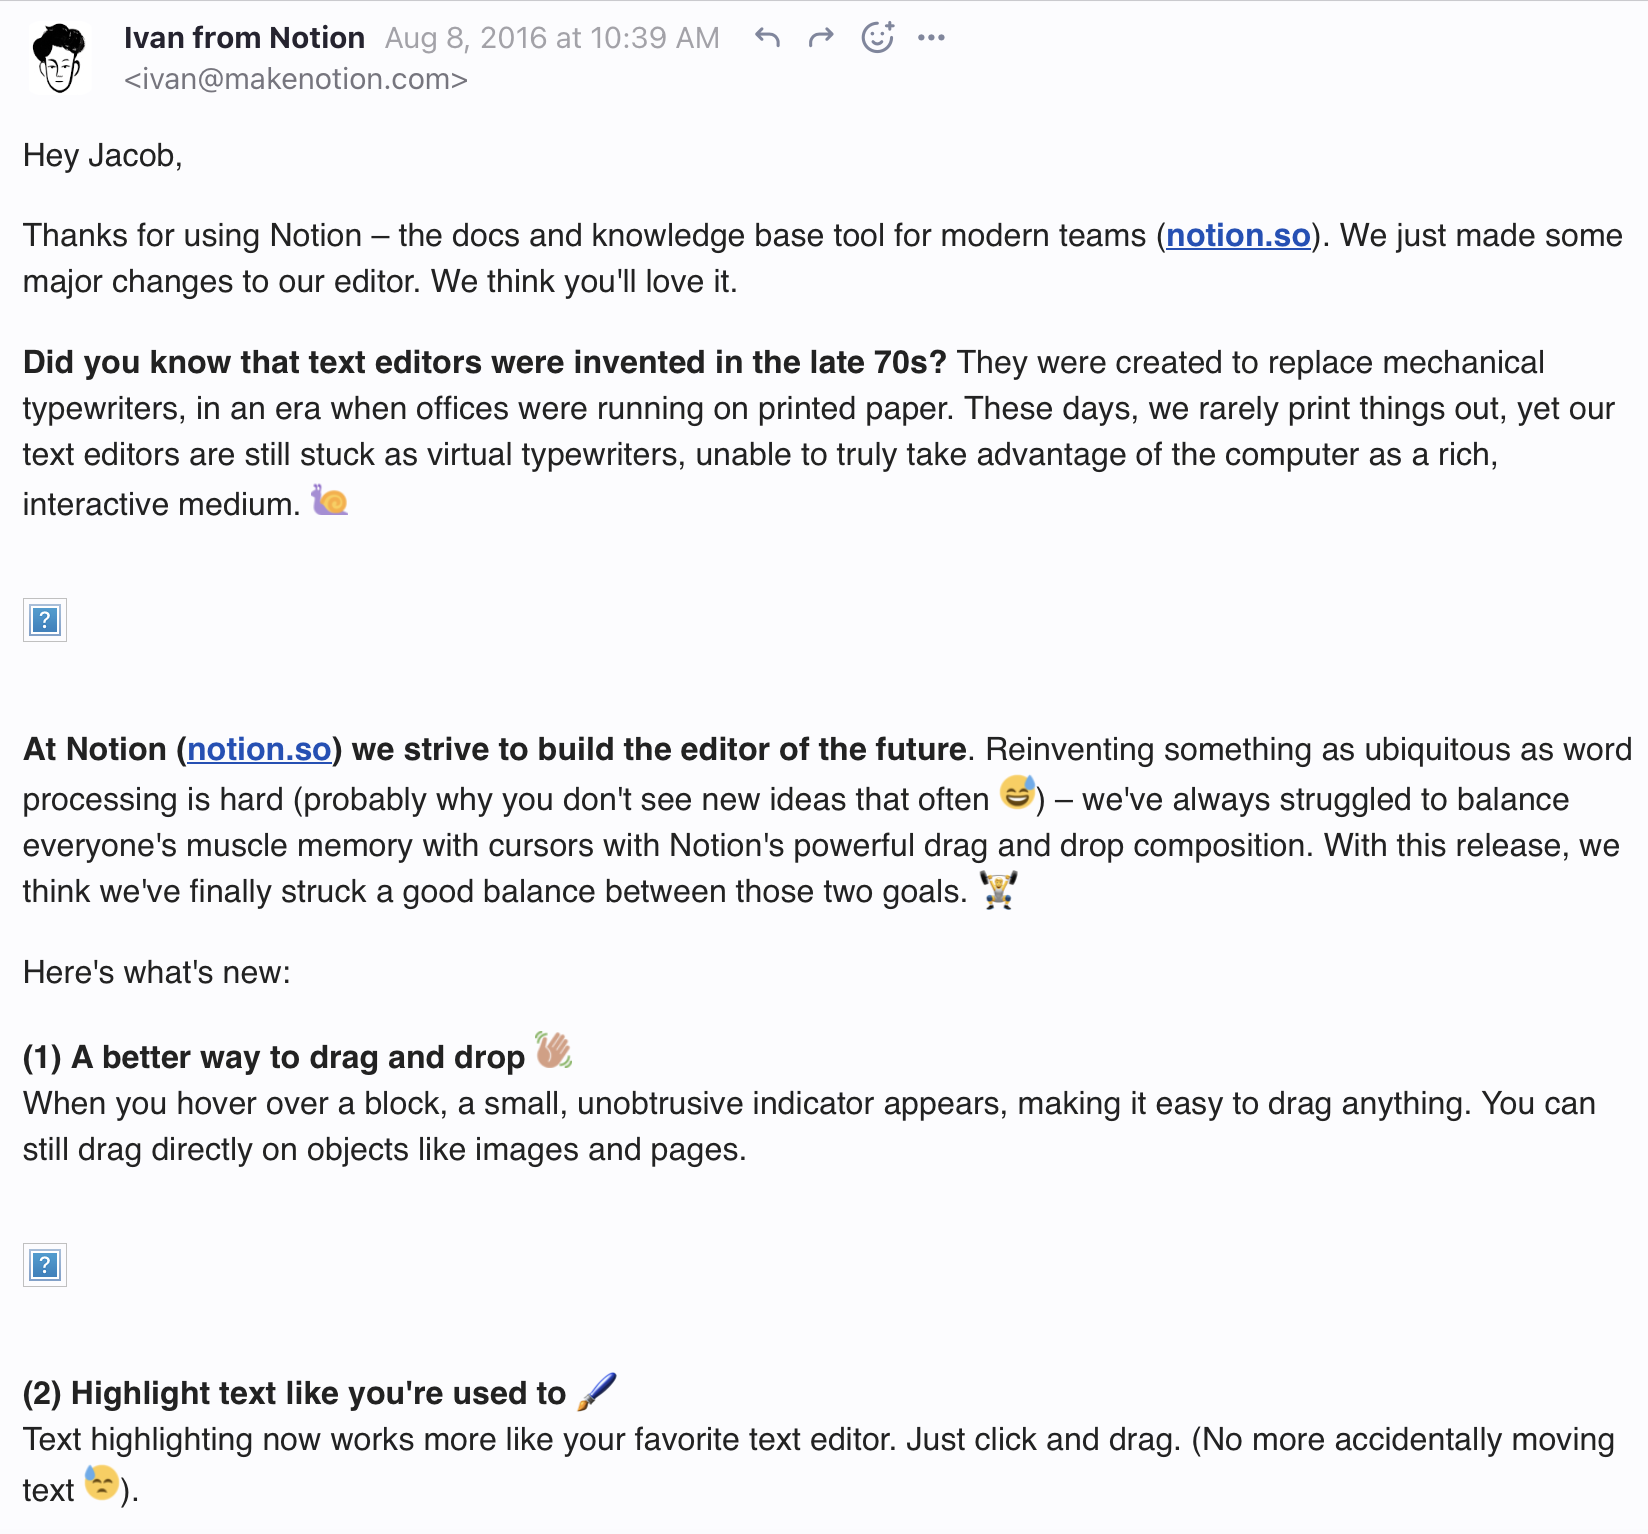 Ivan from Notion Aug 8, 2016 at 10:39 AM
<ivan@makenotion.com>
Hey Jacob,
Thanks for using Notion – the docs and knowledge base tool for modern teams (notion.so). We just made some
major changes to our editor. We think you'll love it.
Did you know that text editors were invented in the late 70s? They were created to replace mechanical
typewriters, in an era when offices were running on printed paper. These days, we rarely print things out, yet our
text editors are still stuck as virtual typewriters, unable to truly take advantage of the computer as a rich,
interactive medium. 🐌
?
At Notion (notion.so) we strive to build the editor of the future. Reinventing something as ubiquitous as word
processing is hard (probably why you don't see new ideas that often 😅) – we've always struggled to balance
everyone's muscle memory with cursors with Notion's powerful drag and drop composition. With this release, we
think we've finally struck a good balance between those two goals. 🏋️
Here's what's new:
(1) A better way to drag and drop 👋🏽
When you hover over a block, a small, unobtrusive indicator appears, making it easy to drag anything. You can
still drag directly on objects like images and pages.
?
(2) Highlight text like you're used to 🖌️
Text highlighting now works more like your favorite text editor. Just click and drag. (No more accidentally moving
text 😓).